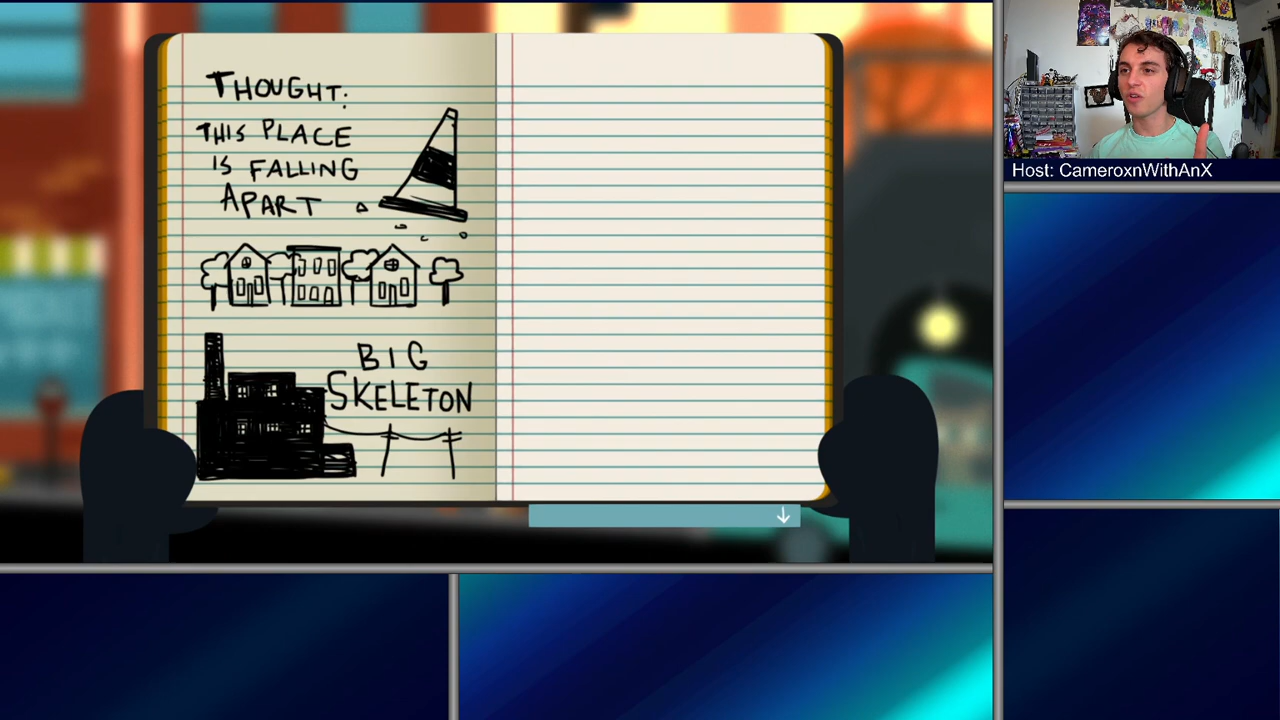 THOUGHT:
THIS PLACE
IS FALLING
APART
BIG
SKELETON
Host: CameroxnWithAnX